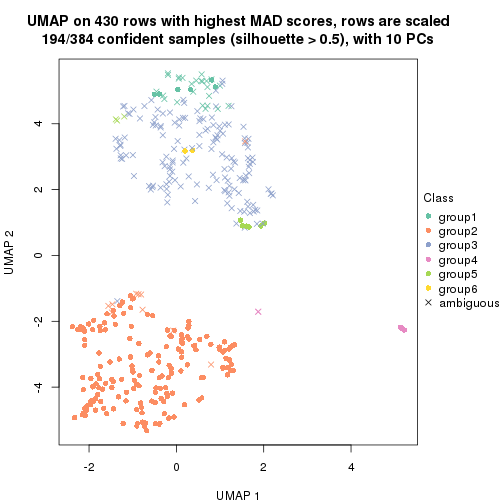 UMAP on 430 rows with highest MAD scores, rows are scaled
194/384 confident samples (silhouette > 0.5), with 10 PCs
4
2
0
-2
-4
UMAP 2
-2
0
2
4
UMAP 1
Class
group1
group2
group3
group4
group5
group6
ambiguous